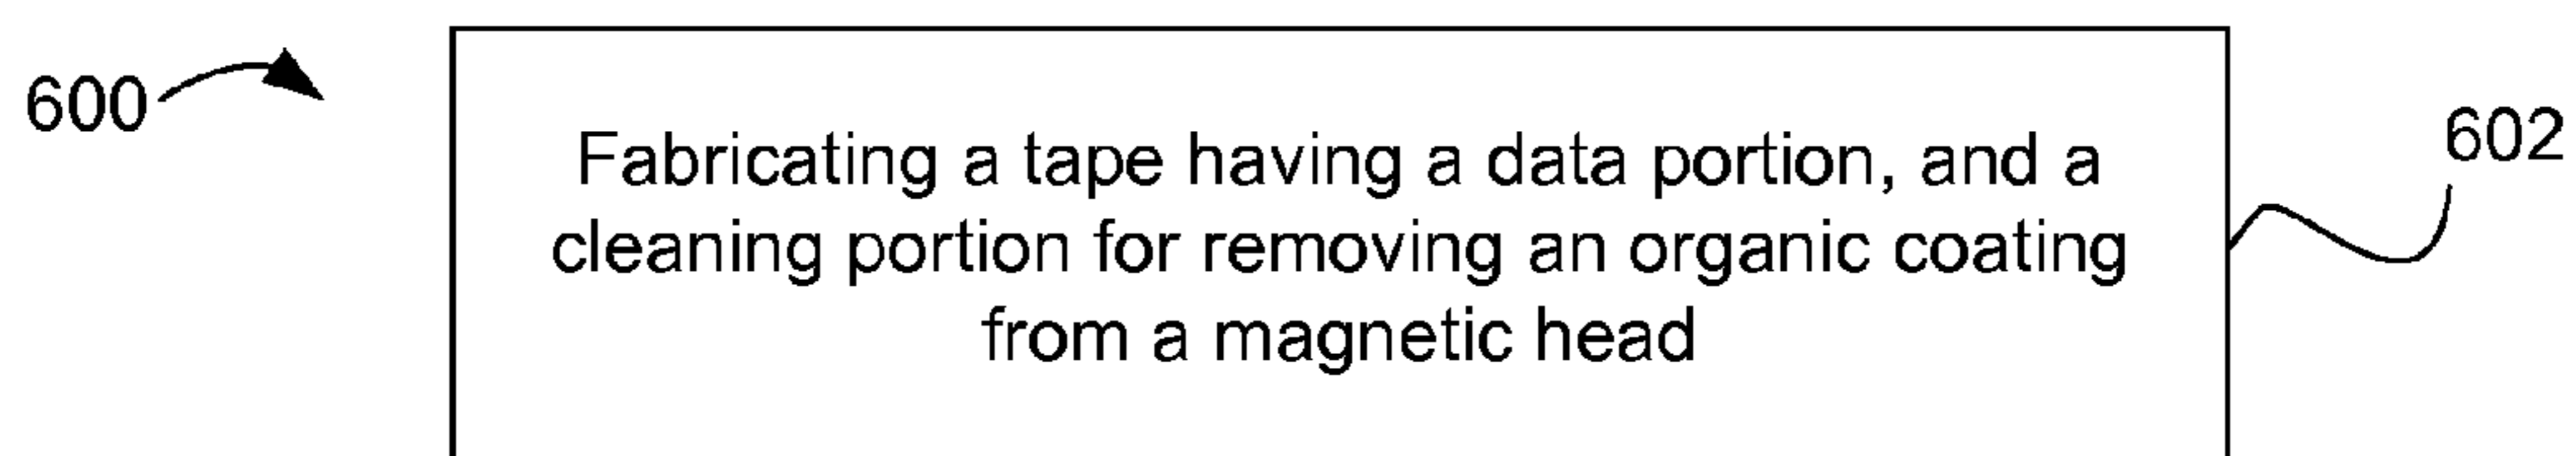 600
602
Fabricating a tape having a data portion, and a
cleaning portion for removing an organic coating
from a magnetic head